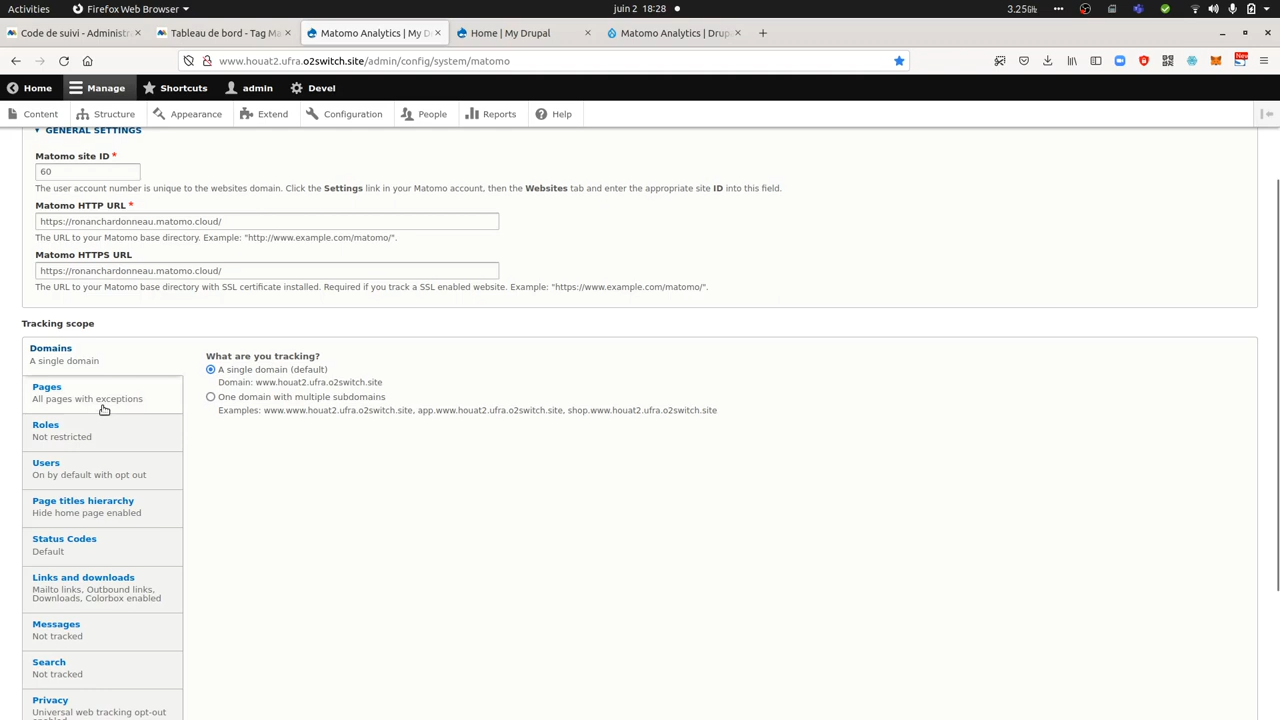 Activities
Firefox Web Browser
juin 2 18:28
3.25GiB
Code de suivi - Administr
Tableau de bord - Tag Ma
Matomo Analytics | My D
Home | My Drupal
Matomo Analytics | Drup
www.houat2.ufra.o2switch.site/admin/config/system/matomo
New
Home
Manage
Shortcuts
admin
Devel
Content
Structure
Appearance
Extend
Configuration
People
Reports
Help
GENERAL SETTINGS
Matomo site ID *
60
The user account number is unique to the websites domain. Click the Settings link in your Matomo account, then the Websites tab and enter the appropriate site ID into this field.
Matomo HTTP URL *
https://ronanchardonneau.matomo.cloud/
The URL to your Matomo base directory. Example: "http://www.example.com/matomo/".
Matomo HTTPS URL
https://ronanchardonneau.matomo.cloud/
The URL to your Matomo base directory with SSL certificate installed. Required if you track a SSL enabled website. Example: "https://www.example.com/matomo/".
Tracking scope
Domains
A single domain
What are you tracking?
A single domain (default)
Domain: www.houat2.ufra.o2switch.site
One domain with multiple subdomains
Examples: www.www.houat2.ufra.o2switch.site, app.www.houat2.ufra.o2switch.site, shop.www.houat2.ufra.o2switch.site
Pages
All pages with exceptions
Roles
Not restricted
Users
On by default with opt out
Page titles hierarchy
Hide home page enabled
Status Codes
Default
Links and downloads
Mailto links, Outbound links,
Downloads, Colorbox enabled
Messages
Not tracked
Search
Not tracked
Privacy
Universal web tracking opt-out